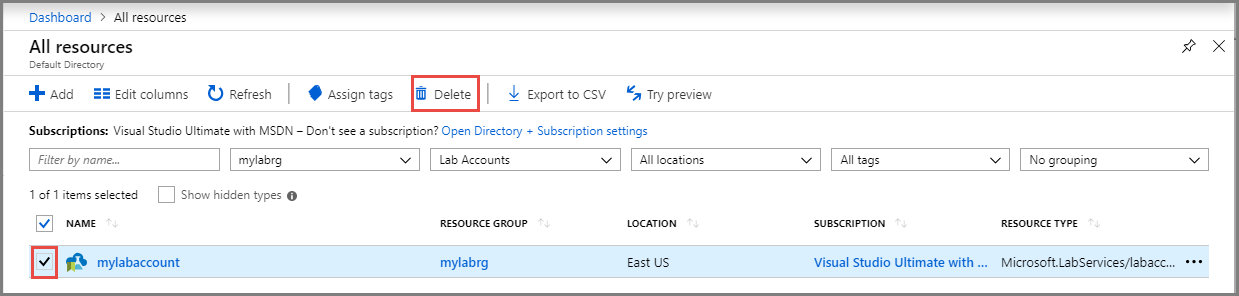 Dashboard > All resources
All resources
Default Directory
Add Edit columns Refresh Assign tags Delete Export to CSV Try preview
Subscriptions: Visual Studio Ultimate with MSDN – Don't see a subscription? Open Directory + Subscription settings
Filter by name... mylabrg Lab Accounts All locations All tags No grouping
1 of 1 items selected Show hidden types
NAME RESOURCE GROUP LOCATION SUBSCRIPTION RESOURCE TYPE
mylabaccount mylabrg East US Visual Studio Ultimate with ... Microsoft.LabServices/labacc...